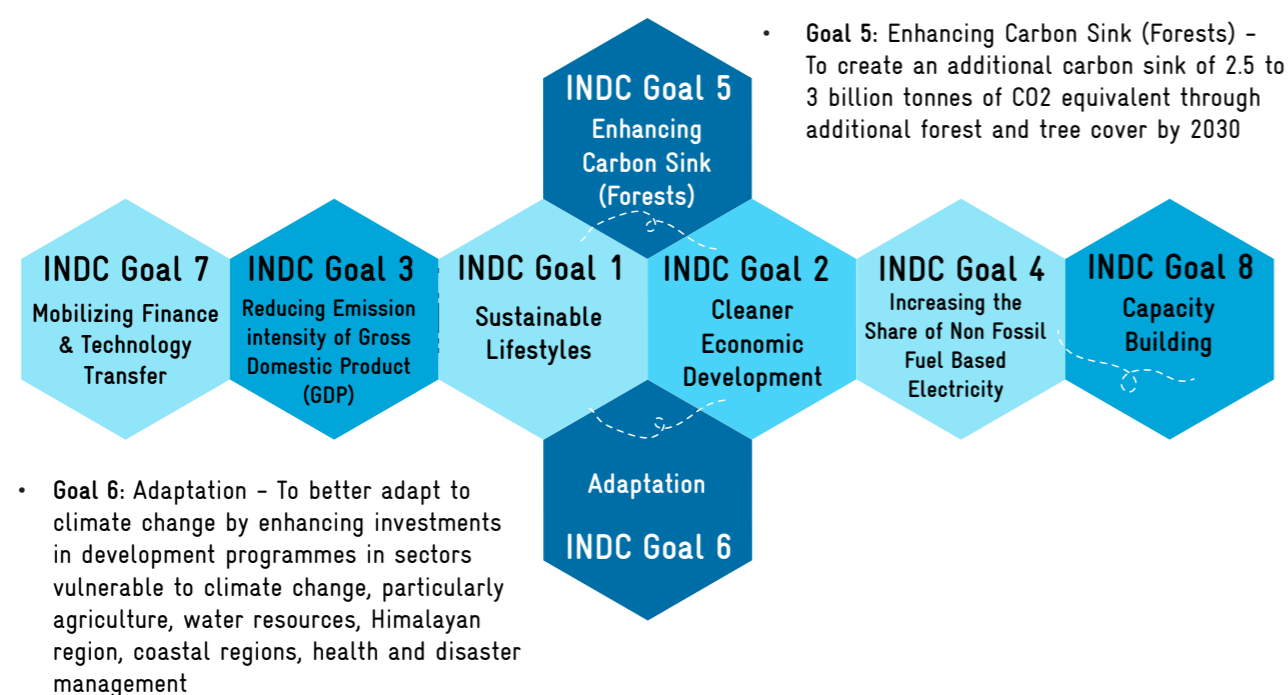 • Goal 5: Enhancing Carbon Sink (Forests) –
To create an additional carbon sink of 2.5 to
3 billion tonnes of CO2 equivalent through
additional forest and tree cover by 2030
INDC Goal 5
Enhancing
Carbon Sink
(Forests)
INDC Goal 7
Mobilizing Finance
& Technology
Transfer
INDC Goal 3
Reducing Emission
intensity of Gross
Domestic Product
(GDP)
INDC Goal 1
Sustainable
Lifestyles
INDC Goal 2
Cleaner
Economic
Development
INDC Goal 4
Increasing the
Share of Non Fossil
Fuel Based
Electricity
INDC Goal 8
Capacity
Building
Adaptation
INDC Goal 6
• Goal 6: Adaptation – To better adapt to
climate change by enhancing investments
in development programmes in sectors
vulnerable to climate change, particularly
agriculture, water resources, Himalayan
region, coastal regions, health and disaster
management